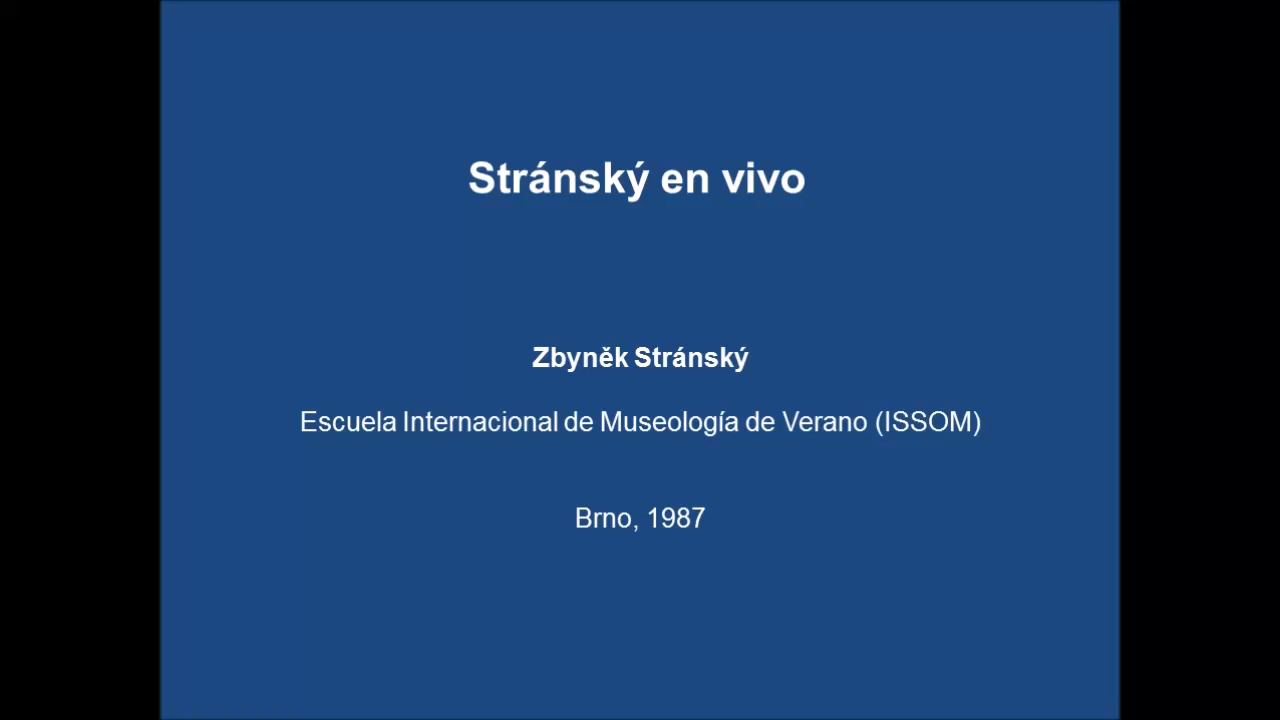 Stránský en vivo
Zbyněk Stránský
Escuela Internacional de Museología de Verano (ISSOM)
Brno, 1987